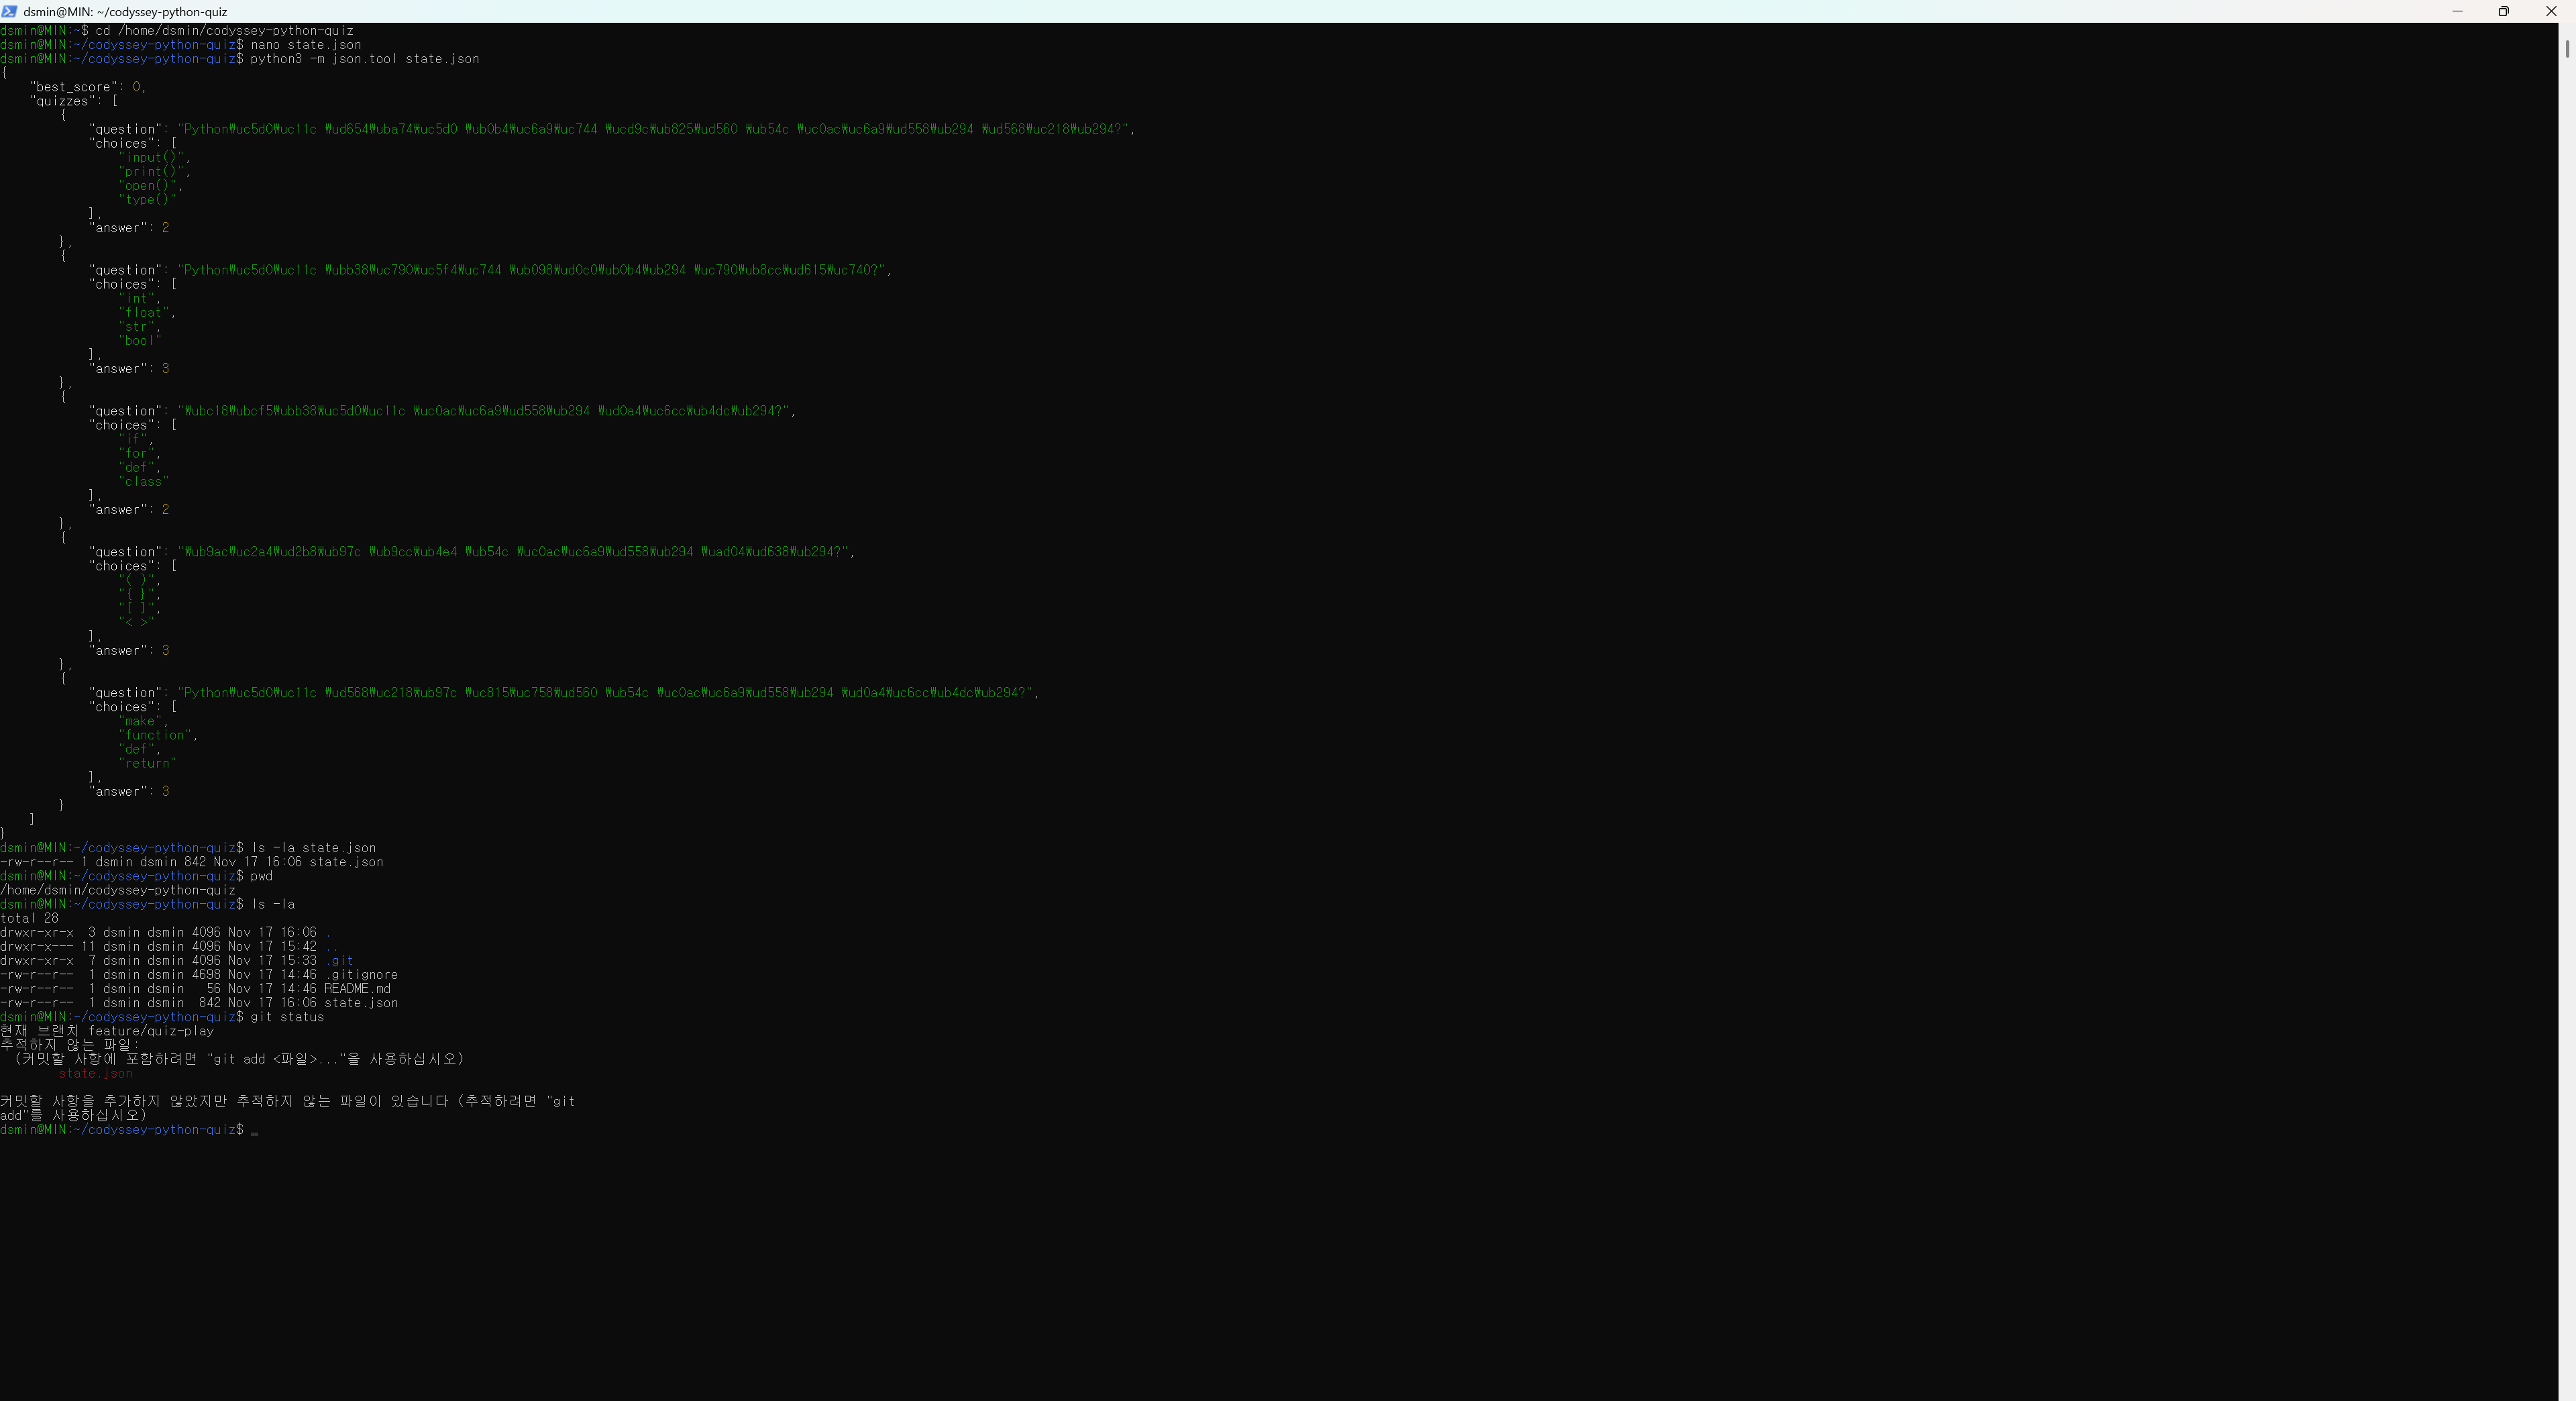 dsmin@MIN: ~/codyssey-python-quiz
dsmin@MIN:~$ cd /home/dsmin/codyssey-python-quiz
dsmin@MIN:~/codyssey-python-quiz$ nano state.json
dsmin@MIN:~/codyssey-python-quiz$ python3 -m json.tool state.json
{
    "best_score": 0,
    "quizzes": [
        {
            "question": "Python₩uc5d0₩uc11c ₩ud654₩uba74₩uc5d0 ₩ub0b4₩uc6a9₩uc744 ₩ucd9c₩ub825₩ud560 ₩ub54c ₩uc0ac₩uc6a9₩ud558₩ub294 ₩ud568₩uc218₩ub294?",
            "choices": [
                "input()",
                "print()",
                "open()",
                "type()"
            ],
            "answer": 2
        },
        {
            "question": "Python₩uc5d0₩uc11c ₩ubb38₩uc790₩uc5f4₩uc744 ₩ub098₩ud0c0₩ub0b4₩ub294 ₩uc790₩ub8cc₩ud615₩uc740?",
            "choices": [
                "int",
                "float",
                "str",
                "bool"
            ],
            "answer": 3
        },
        {
            "question": "₩ubc18₩ubcf5₩ubb38₩uc5d0₩uc11c ₩uc0ac₩uc6a9₩ud558₩ub294 ₩ud0a4₩uc6cc₩ub4dc₩ub294?",
            "choices": [
                "if",
                "for",
                "def",
                "class"
            ],
            "answer": 2
        },
        {
            "question": "₩ub9ac₩uc2a4₩ud2b8₩ub97c ₩ub9cc₩ub4e4 ₩ub54c ₩uc0ac₩uc6a9₩ud558₩ub294 ₩uad04₩ud638₩ub294?",
            "choices": [
                "( )",
                "{ }",
                "[ ]",
                "< >"
            ],
            "answer": 3
        },
        {
            "question": "Python₩uc5d0₩uc11c ₩ud568₩uc218₩ub97c ₩uc815₩uc758₩ud560 ₩ub54c ₩uc0ac₩uc6a9₩ud558₩ub294 ₩ud0a4₩uc6cc₩ub4dc₩ub294?",
            "choices": [
                "make",
                "function",
                "def",
                "return"
            ],
            "answer": 3
        }
    ]
}
dsmin@MIN:~/codyssey-python-quiz$ ls -la state.json
-rw-r--r-- 1 dsmin dsmin 842 Nov 17 16:06 state.json
dsmin@MIN:~/codyssey-python-quiz$ pwd
/home/dsmin/codyssey-python-quiz
dsmin@MIN:~/codyssey-python-quiz$ ls -la
total 28
drwxr-xr-x  3 dsmin dsmin 4096 Nov 17 16:06 .
drwxr-x--- 11 dsmin dsmin 4096 Nov 17 15:42 ..
drwxr-xr-x  7 dsmin dsmin 4096 Nov 17 15:33 .git
-rw-r--r--  1 dsmin dsmin 4698 Nov 17 14:46 .gitignore
-rw-r--r--  1 dsmin dsmin   56 Nov 17 14:46 README.md
-rw-r--r--  1 dsmin dsmin  842 Nov 17 16:06 state.json
dsmin@MIN:~/codyssey-python-quiz$ git status
현재 브랜치 feature/quiz-play
추적하지 않는 파일:
  (커밋할 사항에 포함하려면 "git add <파일>..."을 사용하십시오)
        state.json
커밋할 사항을 추가하지 않았지만 추적하지 않는 파일이 있습니다 (추적하려면 "git
add"를 사용하십시오)
dsmin@MIN:~/codyssey-python-quiz$ _